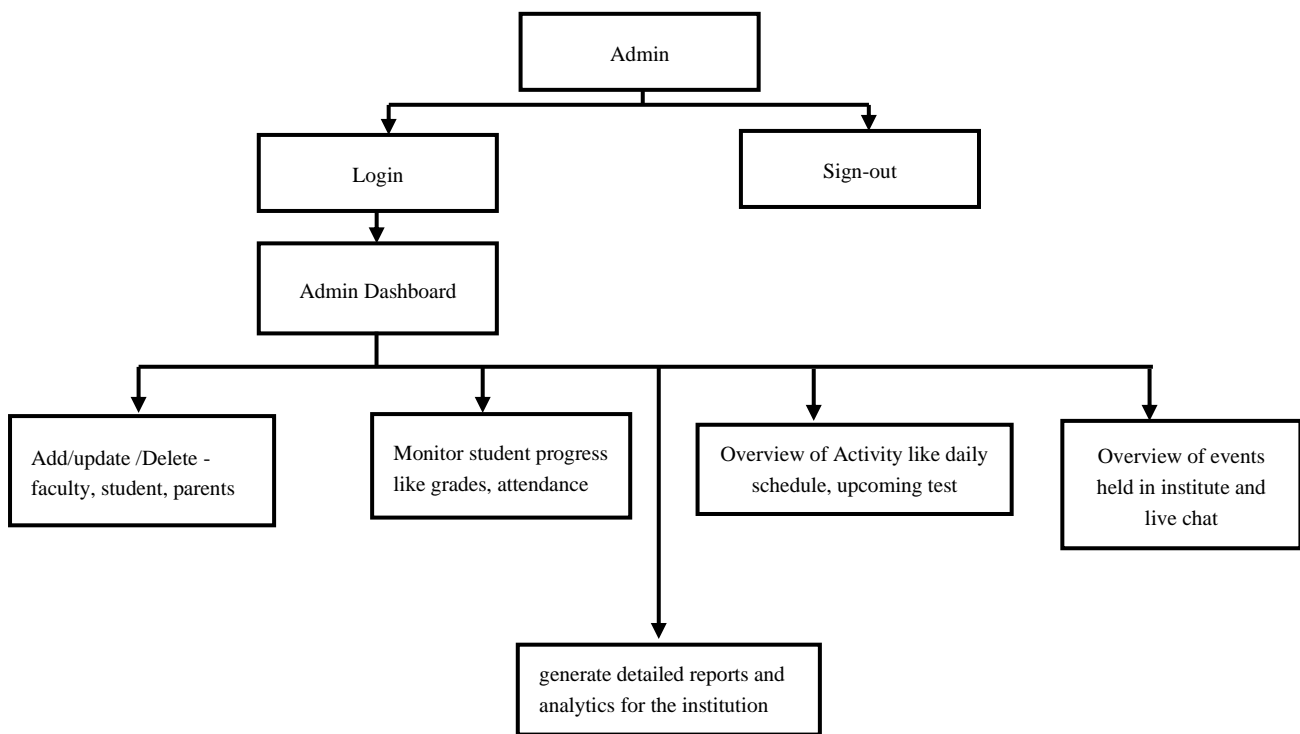 Admin
Login
Sign-out
Admin Dashboard
Add/update /Delete -
faculty, student, parents
Monitor student progress
like grades, attendance
Overview of Activity like daily
schedule, upcoming test
Overview of events
held in institute and
live chat
generate detailed reports and
analytics for the institution